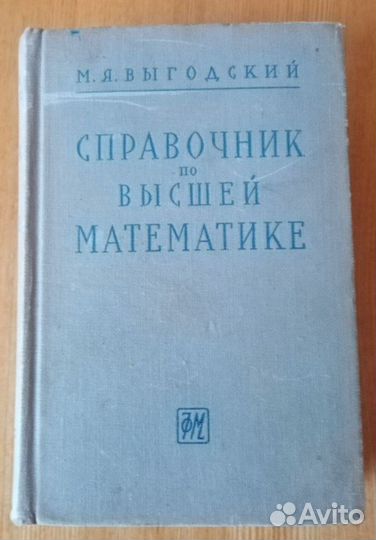 М.Я.ВЫГОДСКИЙ
СПРАВОЧНИК
ПО
ВЫСШЕЙ
МАТЕМАТИКЕ
ФМ
Avito